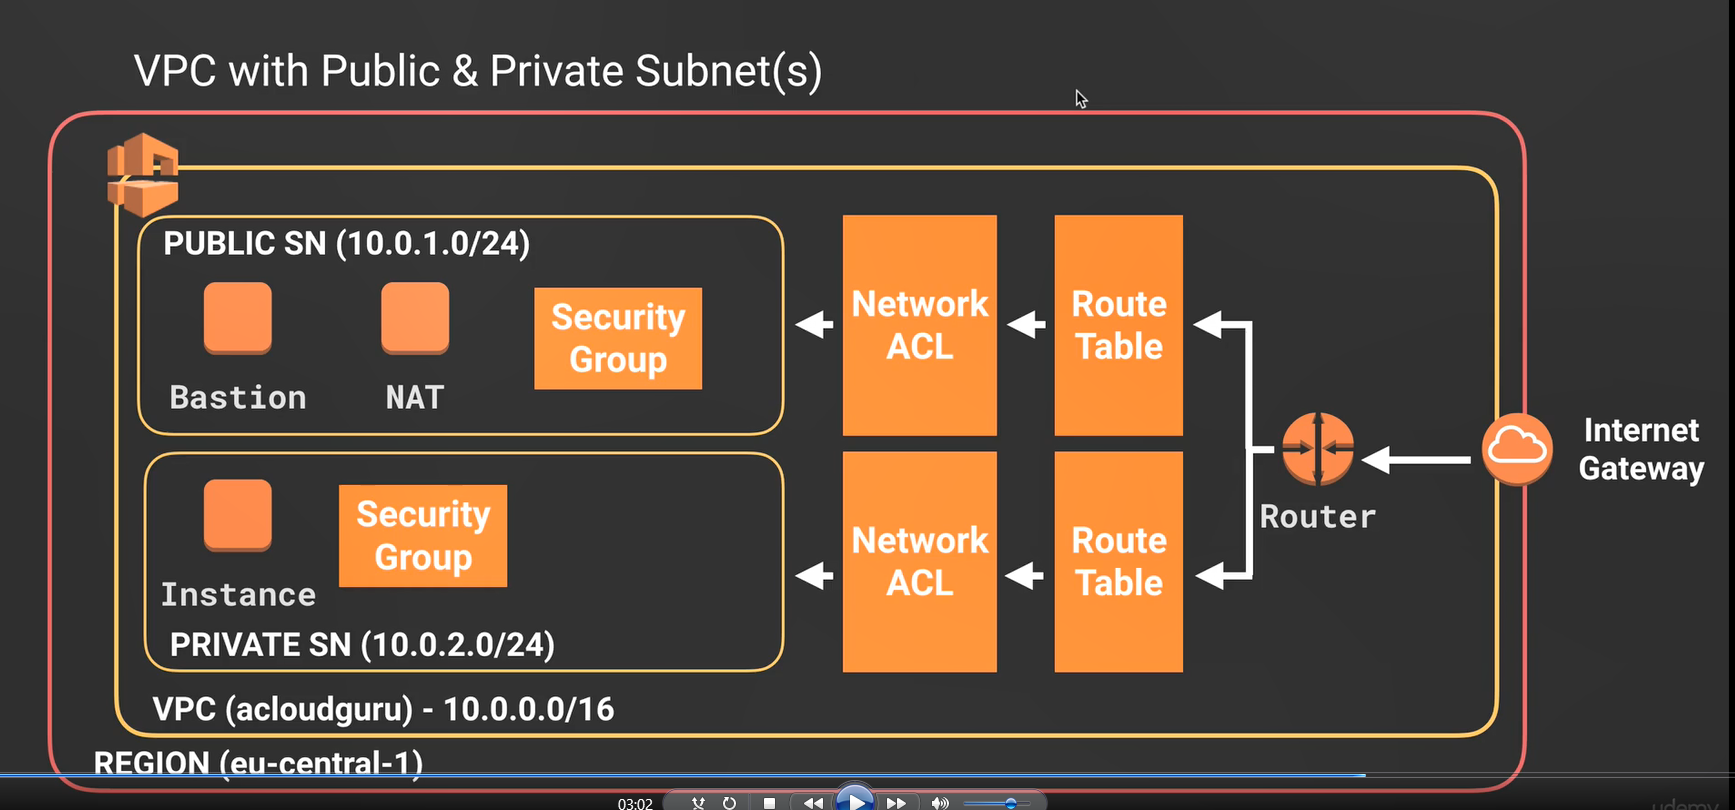 VPC with Public & Private Subnet(s)
PUBLIC SN (10.0.1.0/24)
Bastion
NAT
Security
Group
Network
ACL
Route
Table
Instance
Security
Group
PRIVATE SN (10.0.2.0/24)
Network
ACL
Route
Table
Router
Internet
Gateway
VPC (acloudguru) - 10.0.0.0/16
REGION (eu-central-1)
03:02
udemy